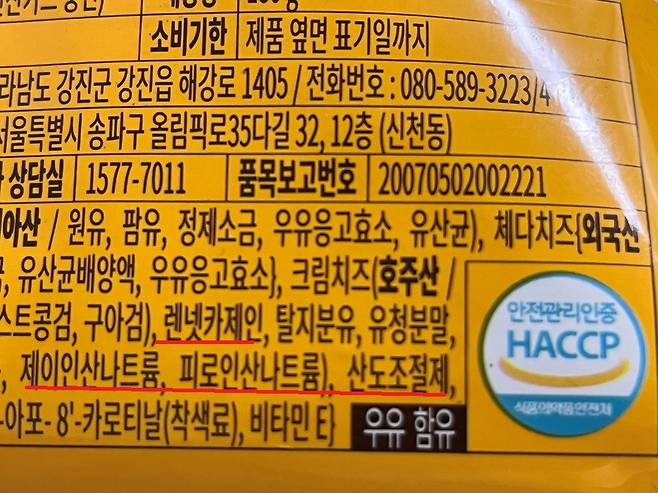 소비기한 제품 옆면 표기일까지
라남도 강진군 강진읍 해강로 1405 / 전화번호 : 080-589-3223/4
서울특별시 송파구 올림픽로35다길 32, 12층 (신천동)
상담실 1577-7011 품목보고번호 20070502002221
아산 / 원유, 팜유, 정제소금, 우유응고효소, 유산균), 체다치즈{외국산
, 유산균배양액, 우유응고효소}, 크림치즈(호주산 /
스트콩검, 구아검), 렌넷카제인, 탈지분유, 유청분말,
, 제이인산나트륨, 피로인산나트륨), 산도조절제,
-아포- 8'-카로티날(착색료), 비타민 E} 우유 함유
안전관리인증
HACCP
식품의약품안전처